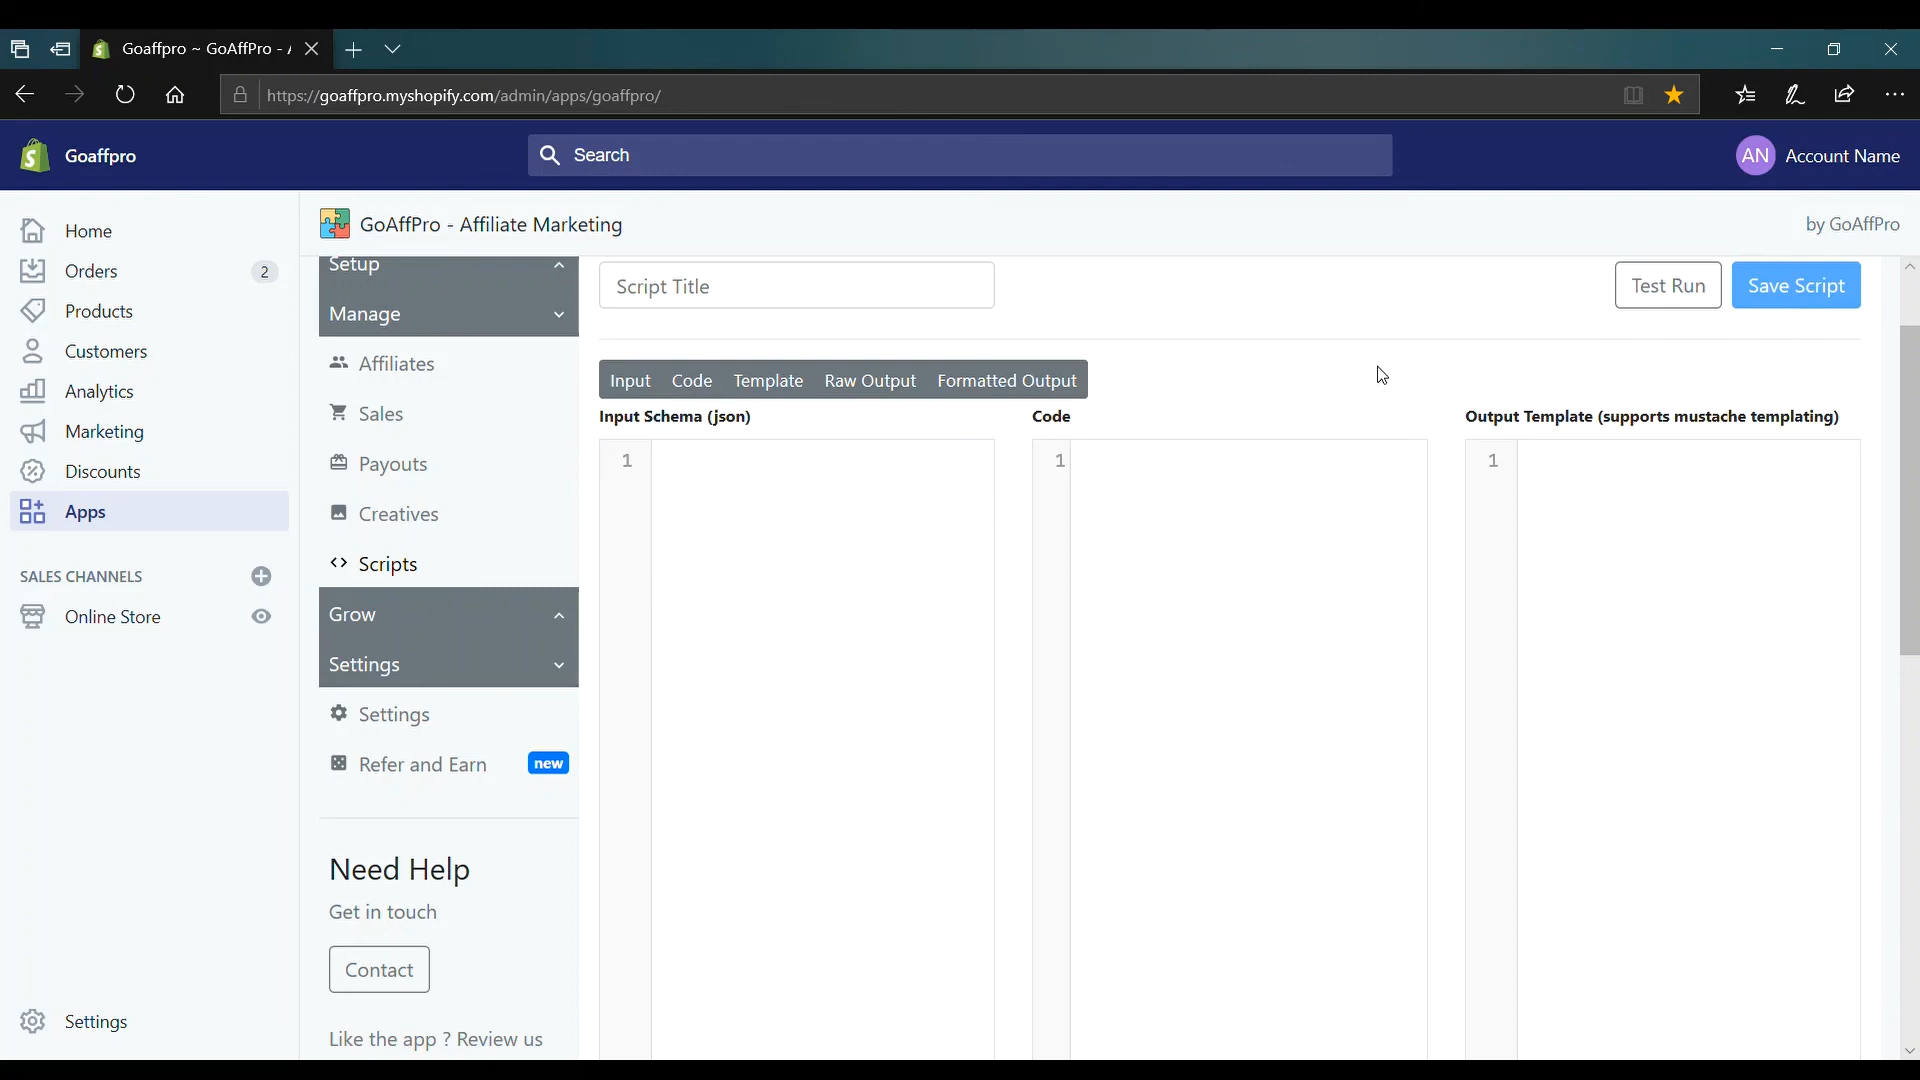 Goaffpro ~ GoAffPro - A
https://goaffpro.myshopify.com/admin/apps/goaffpro/
Goaffpro
Search
AN
Account Name
Home
Orders
2
Products
Customers
Analytics
Marketing
Discounts
Apps
SALES CHANNELS
Online Store
Settings
GoAffPro - Affiliate Marketing
by GoAffPro
Setup
Manage
Affiliates
Sales
Payouts
Creatives
Scripts
Grow
Settings
Settings
Refer and Earn
new
Need Help
Get in touch
Contact
Like the app ? Review us
Script Title
Test Run
Save Script
Input Code Template Raw Output Formatted Output
Input Schema (json)
1
Code
1
Output Template (supports mustache templating)
1